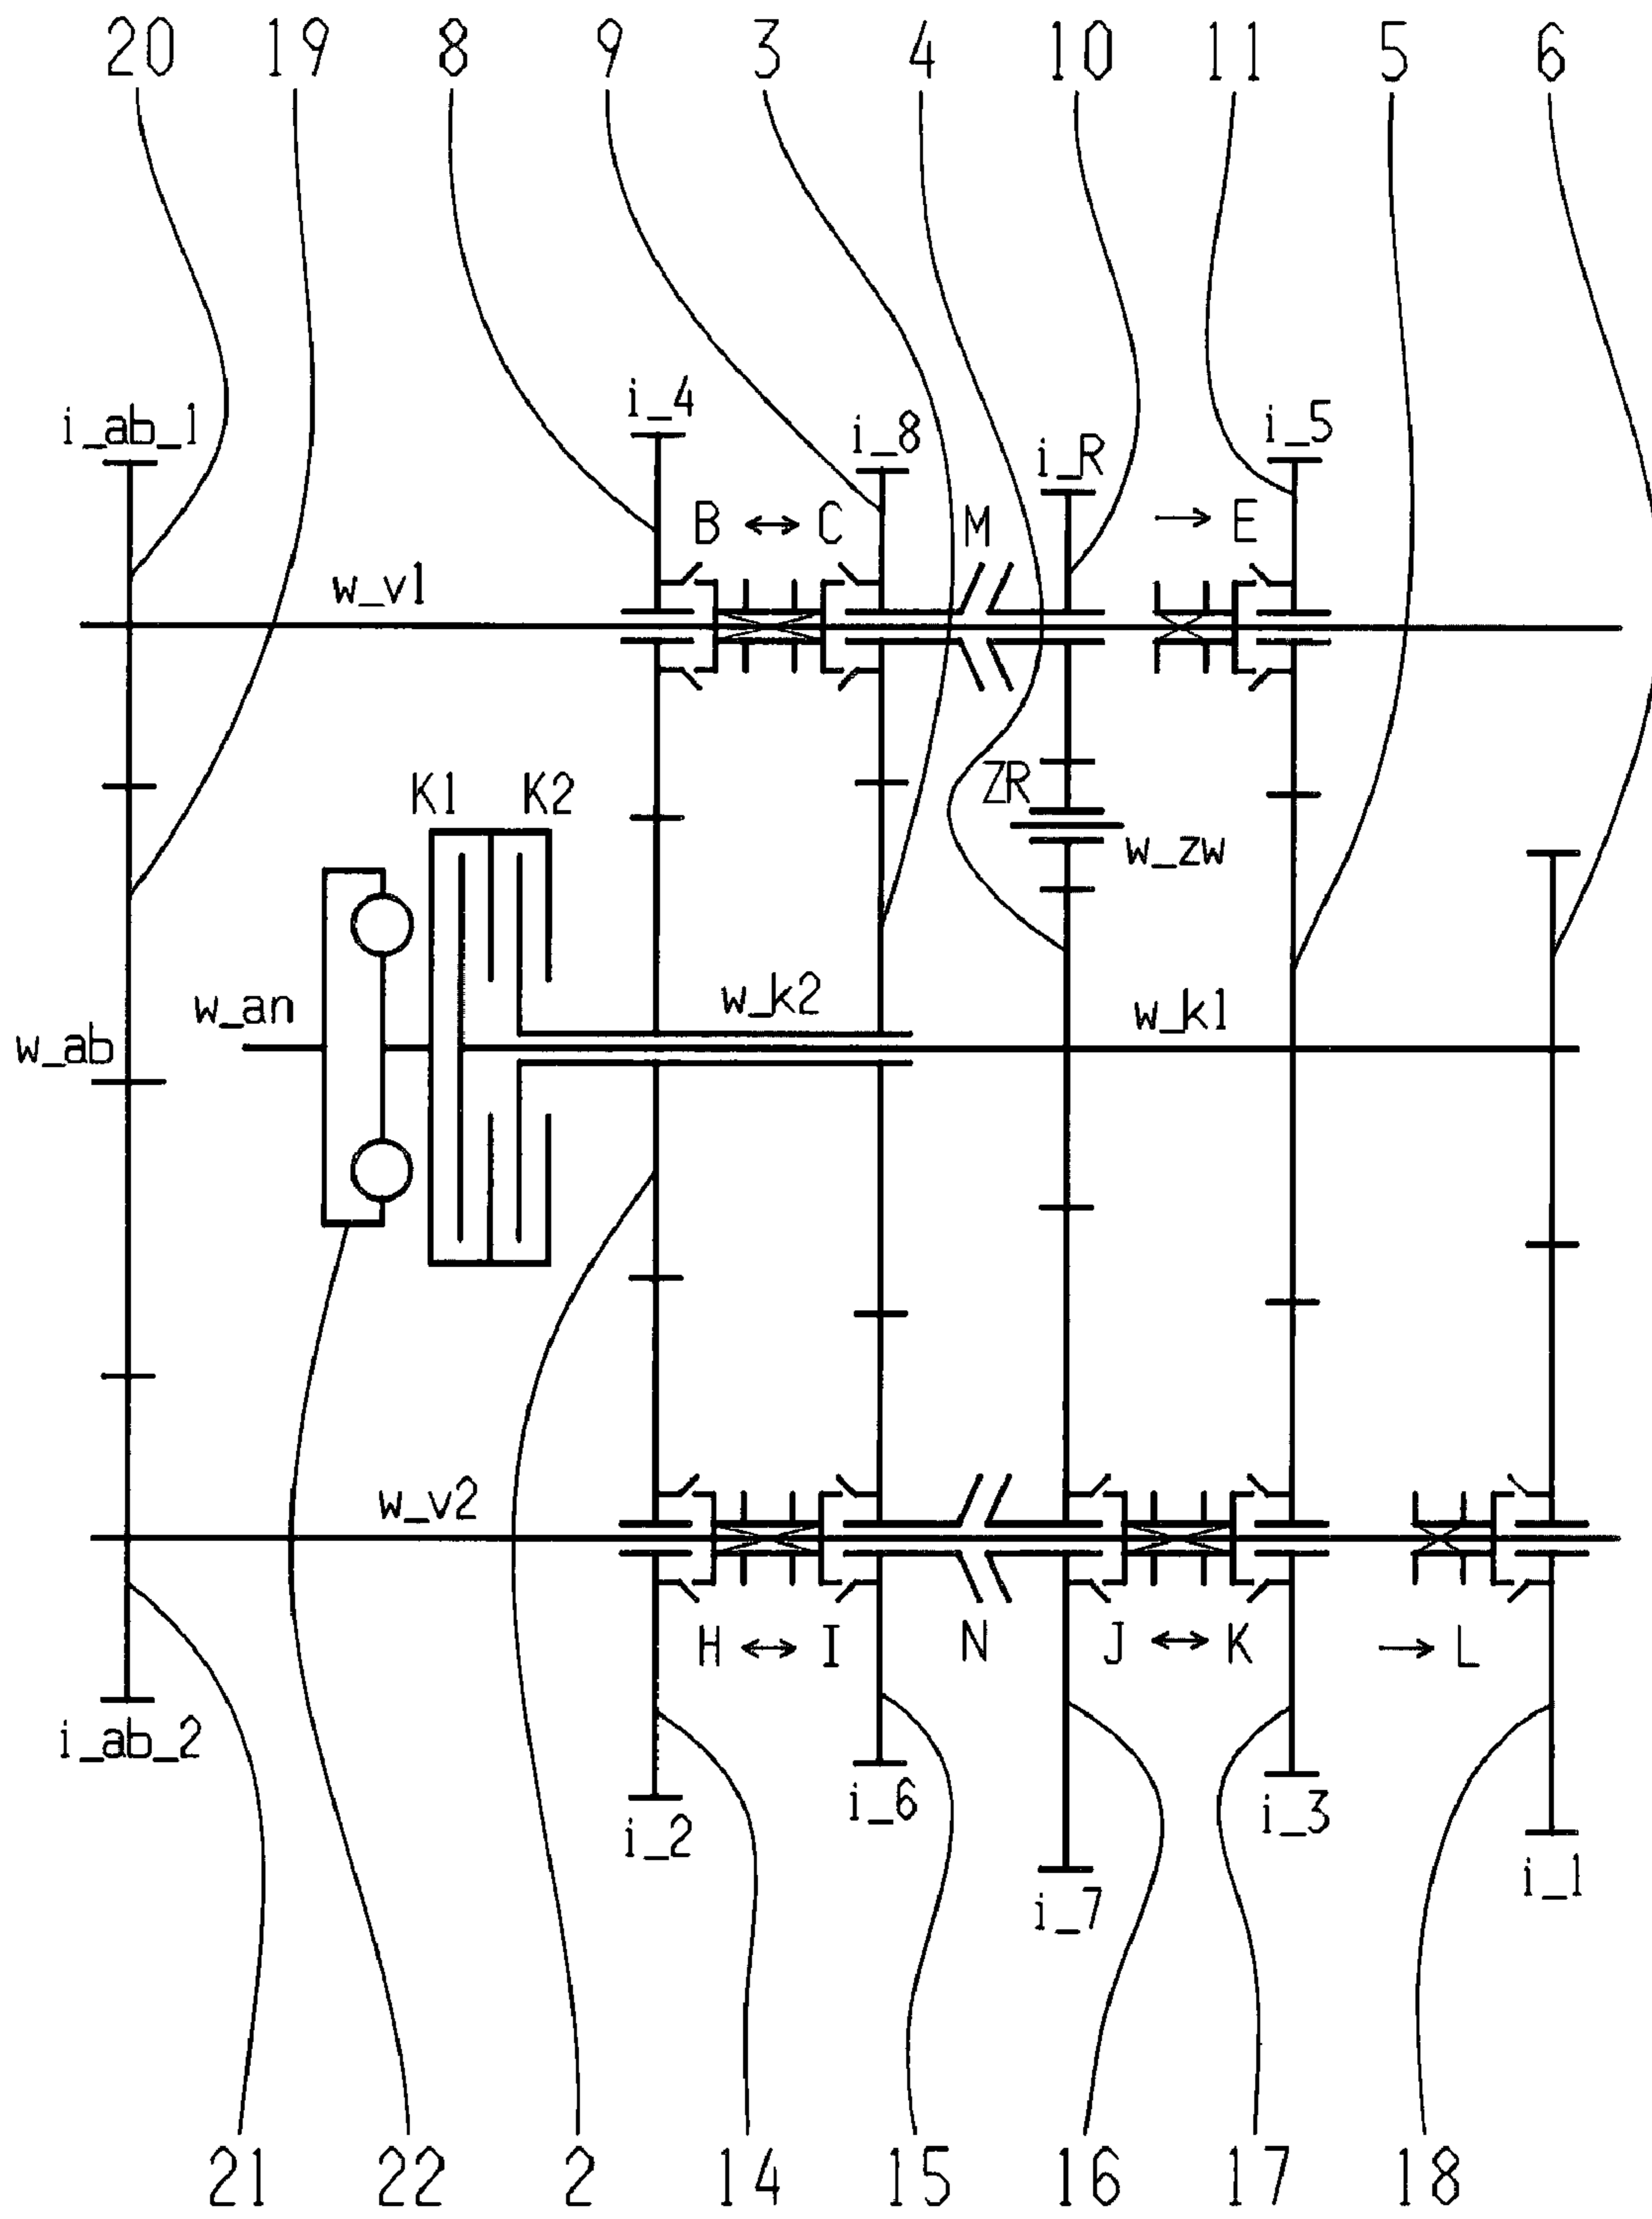 20 19 8 9 3 4 10 11 5 6
i_4
i_ab_1 i_8 i_R i_5
B ↔ C M → E
w_v1
K1 K2 ZR
w_zw
w_an w_k2 w_k1
w_ab
w_v2
H ↔ I N J ↔ K → L
i_ab_2
i_2 i_6 i_3
i_7 i_1
21 22 2 14 15 16 17 18